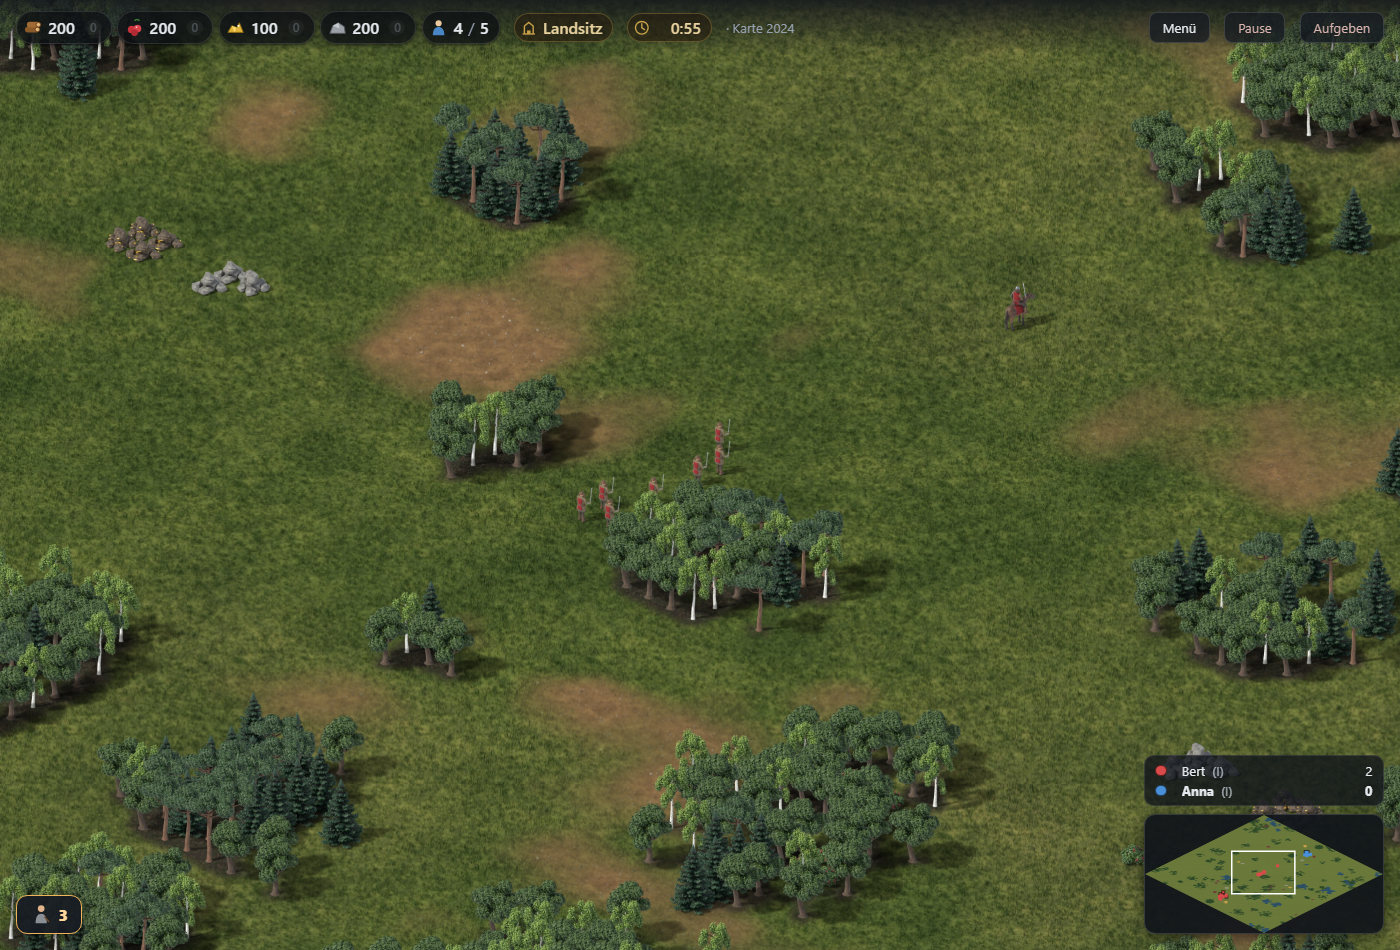 200 0 200 0 100 0 200 0 4 / 5 Landsitz 0:55 · Karte 2024 Menü Pause Aufgeben
Bert (I) 2
Anna (I) 0
3